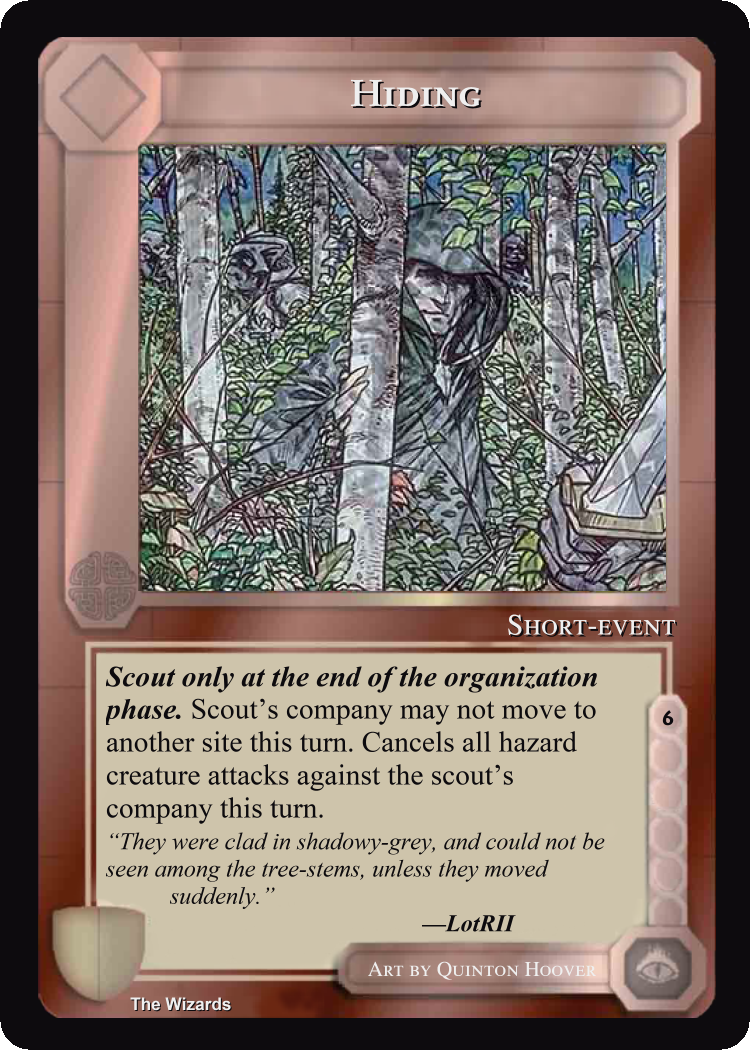 Hiding
Short-event
Scout only at the end of the organization
phase. Scout's company may not move to
another site this turn. Cancels all hazard
creature attacks against the scout's
company this turn.
“They were clad in shadowy-grey, and could not be
seen among the tree-stems, unless they moved
suddenly.”
—LotRII
6
Art by Quinton Hoover
The Wizards